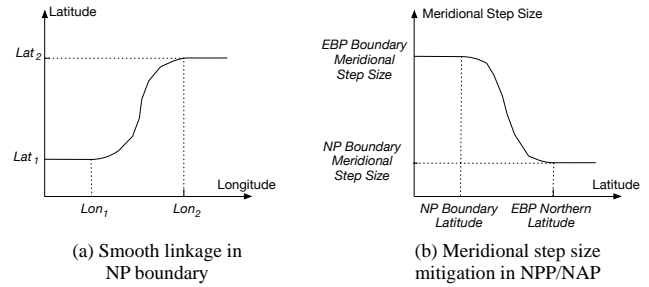 Latitude
Lat2
Lat1
Longitude
Lon1
Lon2
(a) Smooth linkage in
NP boundary
Meridional Step Size
EBP Boundary
Meridional
Step Size
NP Boundary
Meridional
Step Size
Latitude
NP Boundary
Latitude
EBP Northern
Latitude
(b) Meridional step size
mitigation in NPP/NAP